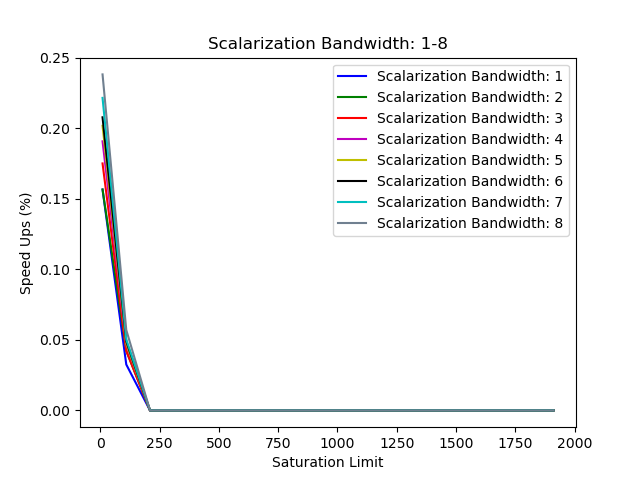 Scalarization Bandwidth: 1-8
0.25
0.20
0.15
0.10
0.05
0.00
Speed Ups (%)
Scalarization Bandwidth: 1
Scalarization Bandwidth: 2
Scalarization Bandwidth: 3
Scalarization Bandwidth: 4
Scalarization Bandwidth: 5
Scalarization Bandwidth: 6
Scalarization Bandwidth: 7
Scalarization Bandwidth: 8
0 250 500 750 1000 1250 1500 1750 2000
Saturation Limit